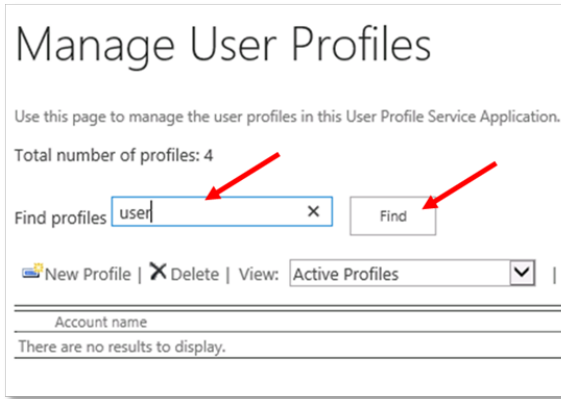 Manage User Profiles
Use this page to manage the user profiles in this User Profile Service Application.
Total number of profiles: 4
Find profiles user × Find
New Profile | Delete | View: Active Profiles |
Account name
There are no results to display.